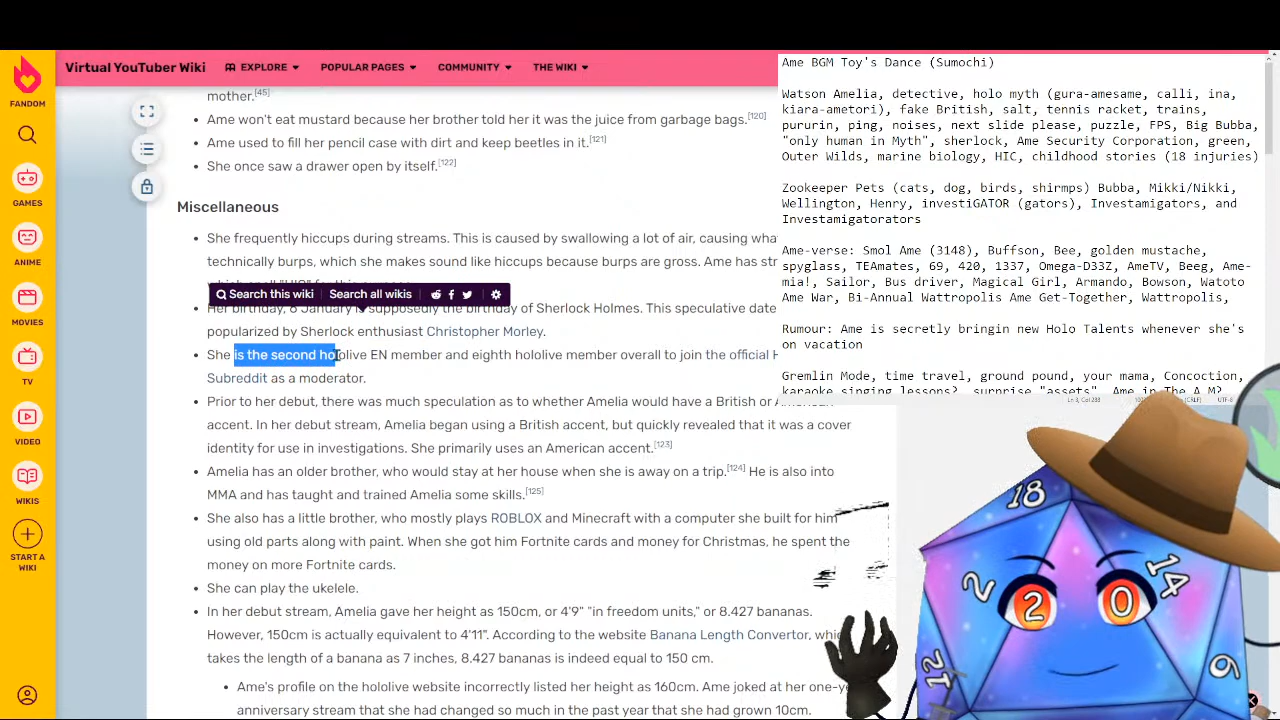 Virtual YouTuber Wiki
EXPLORE
POPULAR PAGES
COMMUNITY
THE WIKI
FANDOM
GAMES
ANIME
MOVIES
TV
VIDEO
WIKIS
START A
WIKI
mother.[45]
Ame won't eat mustard because her brother told her it was the juice from garbage bags.[120]
Ame used to fill her pencil case with dirt and keep beetles in it.[121]
She once saw a drawer open by itself.[122]
Miscellaneous
She frequently hiccups during streams. This is caused by swallowing a lot of air, causing wha
technically burps, which she makes sound like hiccups because burps are gross. Ame has str
Search this wiki
Search all wikis
Her birthday, 6 January is supposedly the birthday of Sherlock Holmes. This speculative date
popularized by Sherlock enthusiast Christopher Morley.
She is the second hololive EN member and eighth hololive member overall to join the official H
Subreddit as a moderator.
Prior to her debut, there was much speculation as to whether Amelia would have a British or American
accent. In her debut stream, Amelia began using a British accent, but quickly revealed that it was a cover
identity for use in investigations. She primarily uses an American accent.[123]
Amelia has an older brother, who would stay at her house when she is away on a trip.[124] He is also into
MMA and has taught and trained Amelia some skills.[125]
She also has a little brother, who mostly plays ROBLOX and Minecraft with a computer she built for him
using old parts along with paint. When she got him Fortnite cards and money for Christmas, he spent the
money on more Fortnite cards.
She can play the ukelele.
In her debut stream, Amelia gave her height as 150cm, or 4'9" "in freedom units," or 8.427 bananas.
However, 150cm is actually equivalent to 4'11". According to the website Banana Length Convertor, whic
takes the length of a banana as 7 inches, 8.427 bananas is indeed equal to 150 cm.
Ame's profile on the hololive website incorrectly listed her height as 160cm. Ame joked at her one-ye
anniversary stream that she had changed so much in the past year that she had grown 10cm.
Ame BGM Toy's Dance (Sumochi)
Watson Amelia, detective, holo myth (gura-amesame, calli, ina,
kiara-ametori), fake British, salt, tennis racket, trains,
pururin, ping, noises, next slide please, puzzle, FPS, Big Bubba,
"only human in Myth", sherlock, Ame Security Corporation, green,
Outer Wilds, marine biology, HIC, childhood stories (18 injuries)
Zookeeper Pets (cats, dog, birds, shirmps) Bubba, Mikki/Nikki,
Wellington, Henry, investiGATOR (gators), Investamigators, and
Investamigatorators
Ame-verse: Smol Ame (3148), Buffson, Bee, golden mustache,
spyglass, TEAmates, 69, 420, 1337, OmegA-DMBJ-EViL, AmeTV, Beeg, Ame-
mia!, Sailor, in my dreams, Magical Girl, other Ames, Bowson, Wato
Ame War, Bi-Wattal Wattropolis Watt-Get-Together, Wattaverse
Rumour: Ame is secretly bringing new Holo Talents whenever she's
on vacation
Gremlin Mode, time travel, ground pound, your mama, Concoction,
18
14
2
2
0
12
6